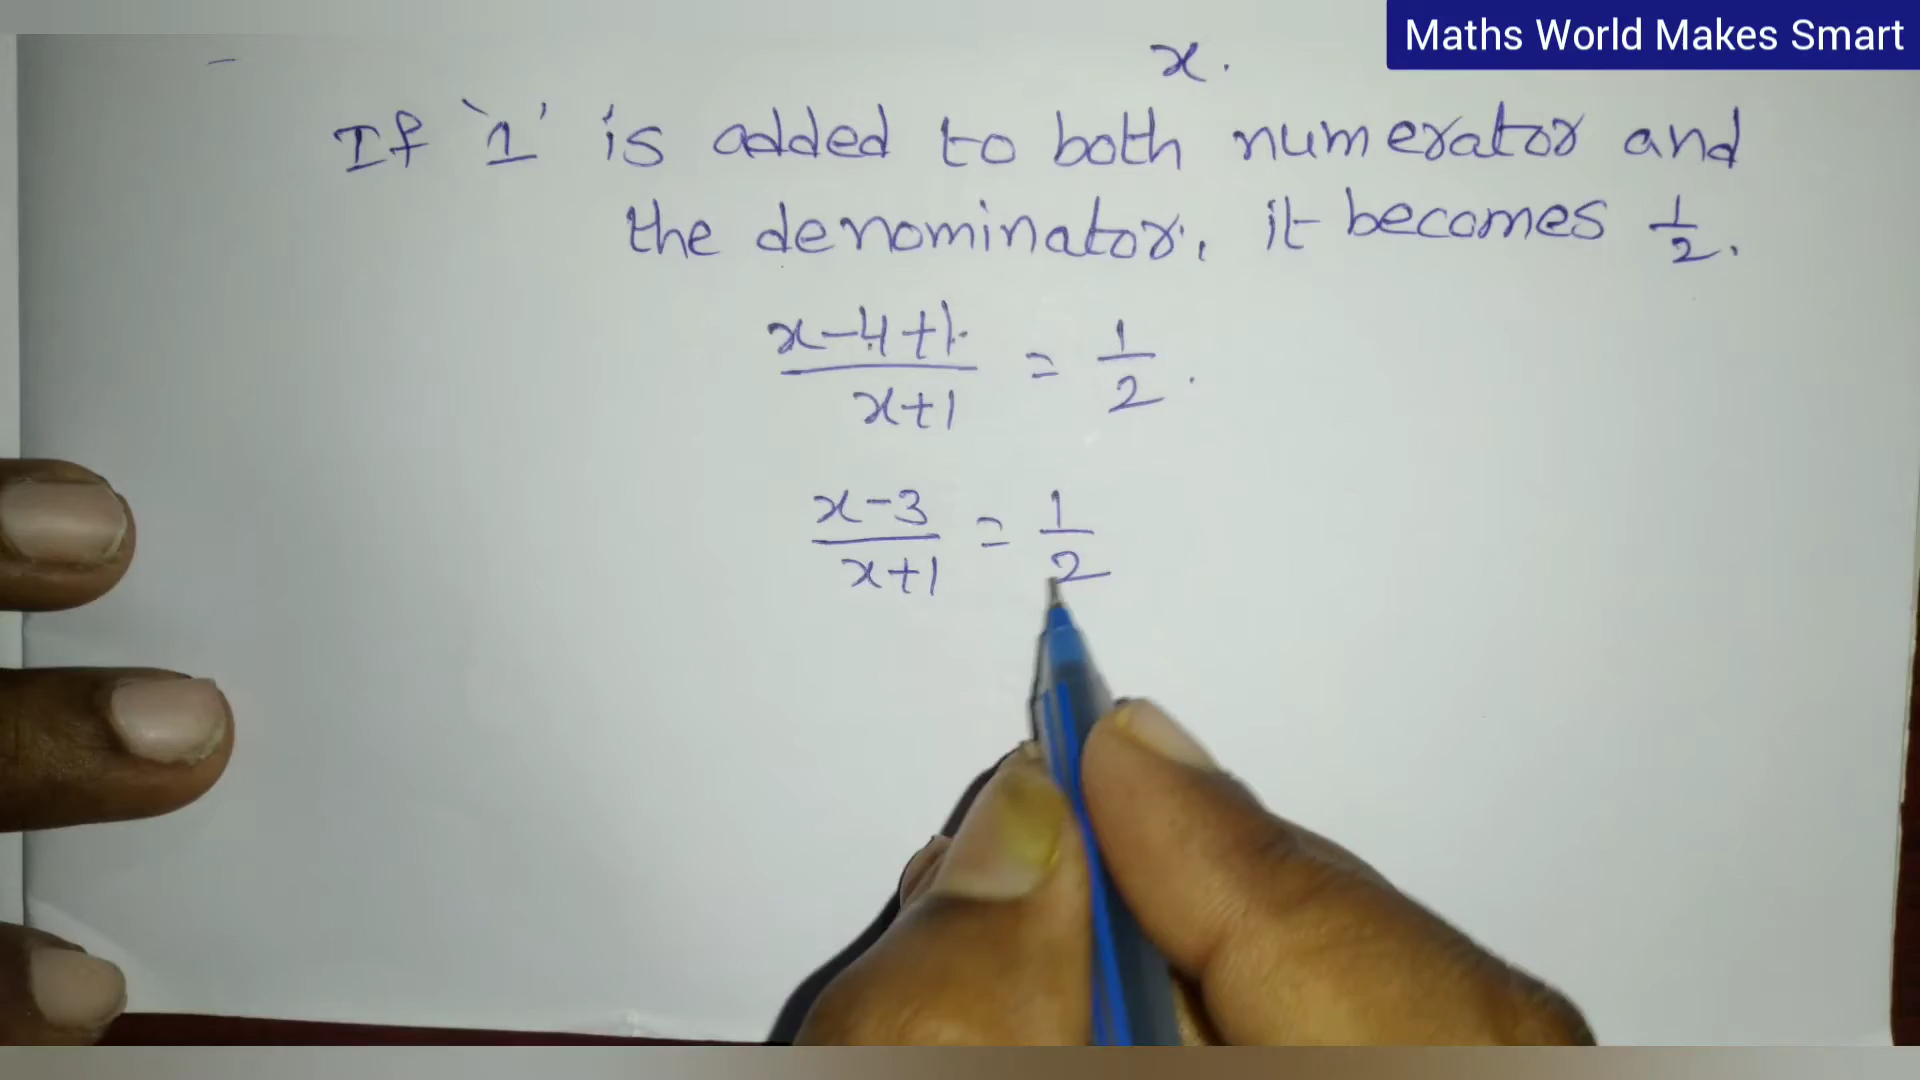 Maths World Makes Smart
x.
If '1' is added to both numerator and
the denominator, it becomes 1/2.
x-4+1/x+1 = 1/2.
x-3/x+1 = 1/2